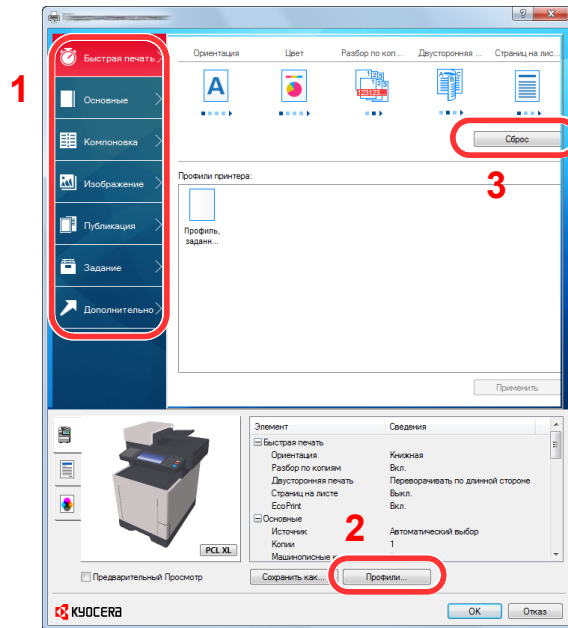 1
Быстрая печать
Основные
Компоновка
Изображение
Публикация
Задание
Дополнительно
Ориентация Цвет Разбор по коп... Двусторонняя ... Страниц на лис...
A
123
123 123
A B C
Сброс
3
Профили принтера:
Профиль,
заданн...
Применить
PCL XL
Предварительный Просмотр
Элемент Сведения
Быстрая печать
Ориентация Книжная
Разбор по копиям Вкл.
Двусторонняя печать Переворачивать по длинной стороне
Страниц на листе Выкл.
EcoPrint Вкл.
Основные
Источник Автоматический выбор
Копии 1
2
Сохранить как... Профили...
KYOCERA
OK Отказ